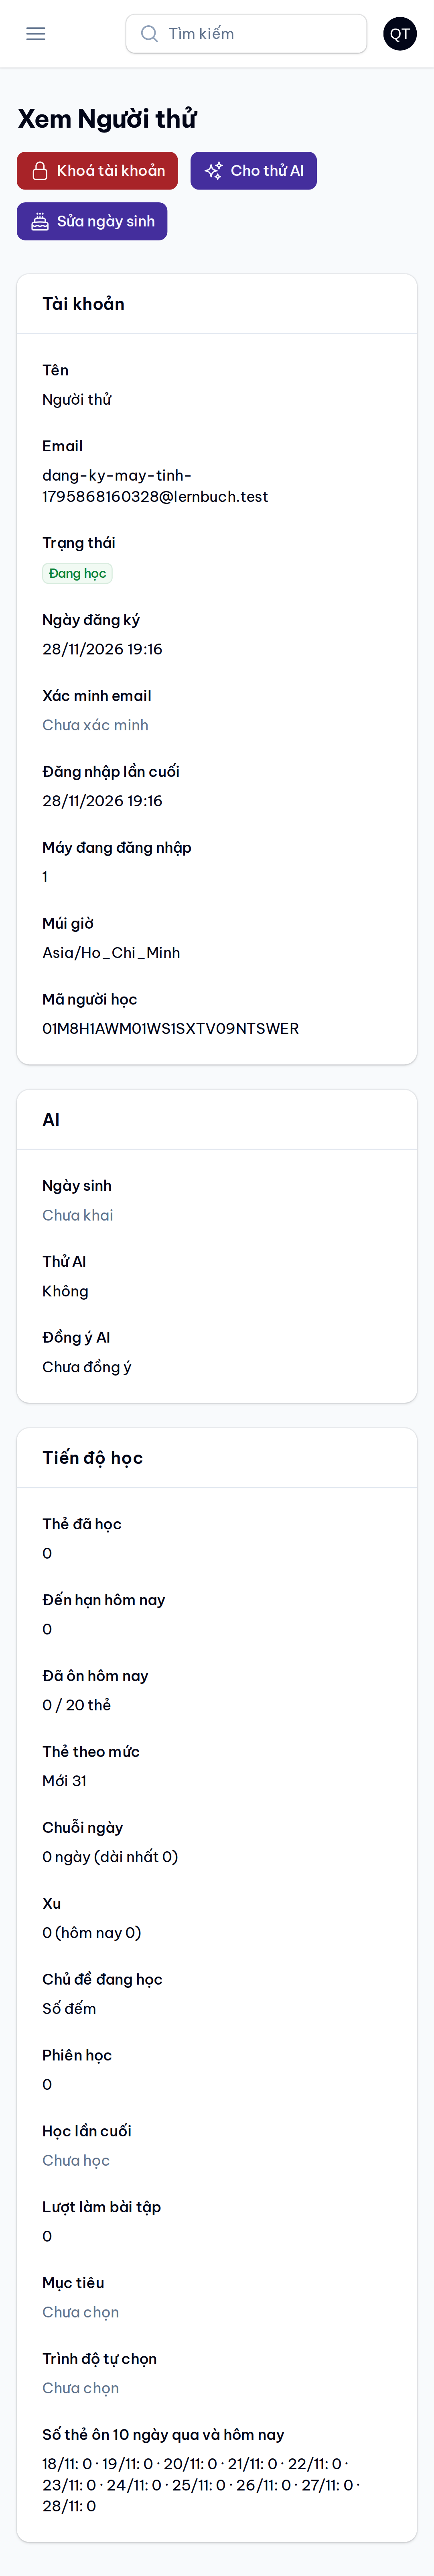 Tìm kiếm
QT
Xem Người thử
Khoá tài khoản
Cho thử AI
Sửa ngày sinh
Tài khoản
Tên
Người thử
Email
dang-ky-may-tinh-
1795868160328@lernbuch.test
Trạng thái
Đang học
Ngày đăng ký
28/11/2026 19:16
Xác minh email
Chưa xác minh
Đăng nhập lần cuối
28/11/2026 19:16
Máy đang đăng nhập
1
Múi giờ
Asia/Ho_Chi_Minh
Mã người học
01M8H1AWM01WS1SXTV09NTSWER
AI
Ngày sinh
Chưa khai
Thử AI
Không
Đồng ý AI
Chưa đồng ý
Tiến độ học
Thẻ đã học
0
Đến hạn hôm nay
0
Đã ôn hôm nay
0 / 20 thẻ
Thẻ theo mức
Mới 31
Chuỗi ngày
0 ngày (dài nhất 0)
Xu
0 (hôm nay 0)
Chủ đề đang học
Số đếm
Phiên học
0
Học lần cuối
Chưa học
Lượt làm bài tập
0
Mục tiêu
Chưa chọn
Trình độ tự chọn
Chưa chọn
Số thẻ ôn 10 ngày qua và hôm nay
18/11: 0 · 19/11: 0 · 20/11: 0 · 21/11: 0 · 22/11: 0 ·
23/11: 0 · 24/11: 0 · 25/11: 0 · 26/11: 0 · 27/11: 0 ·
28/11: 0